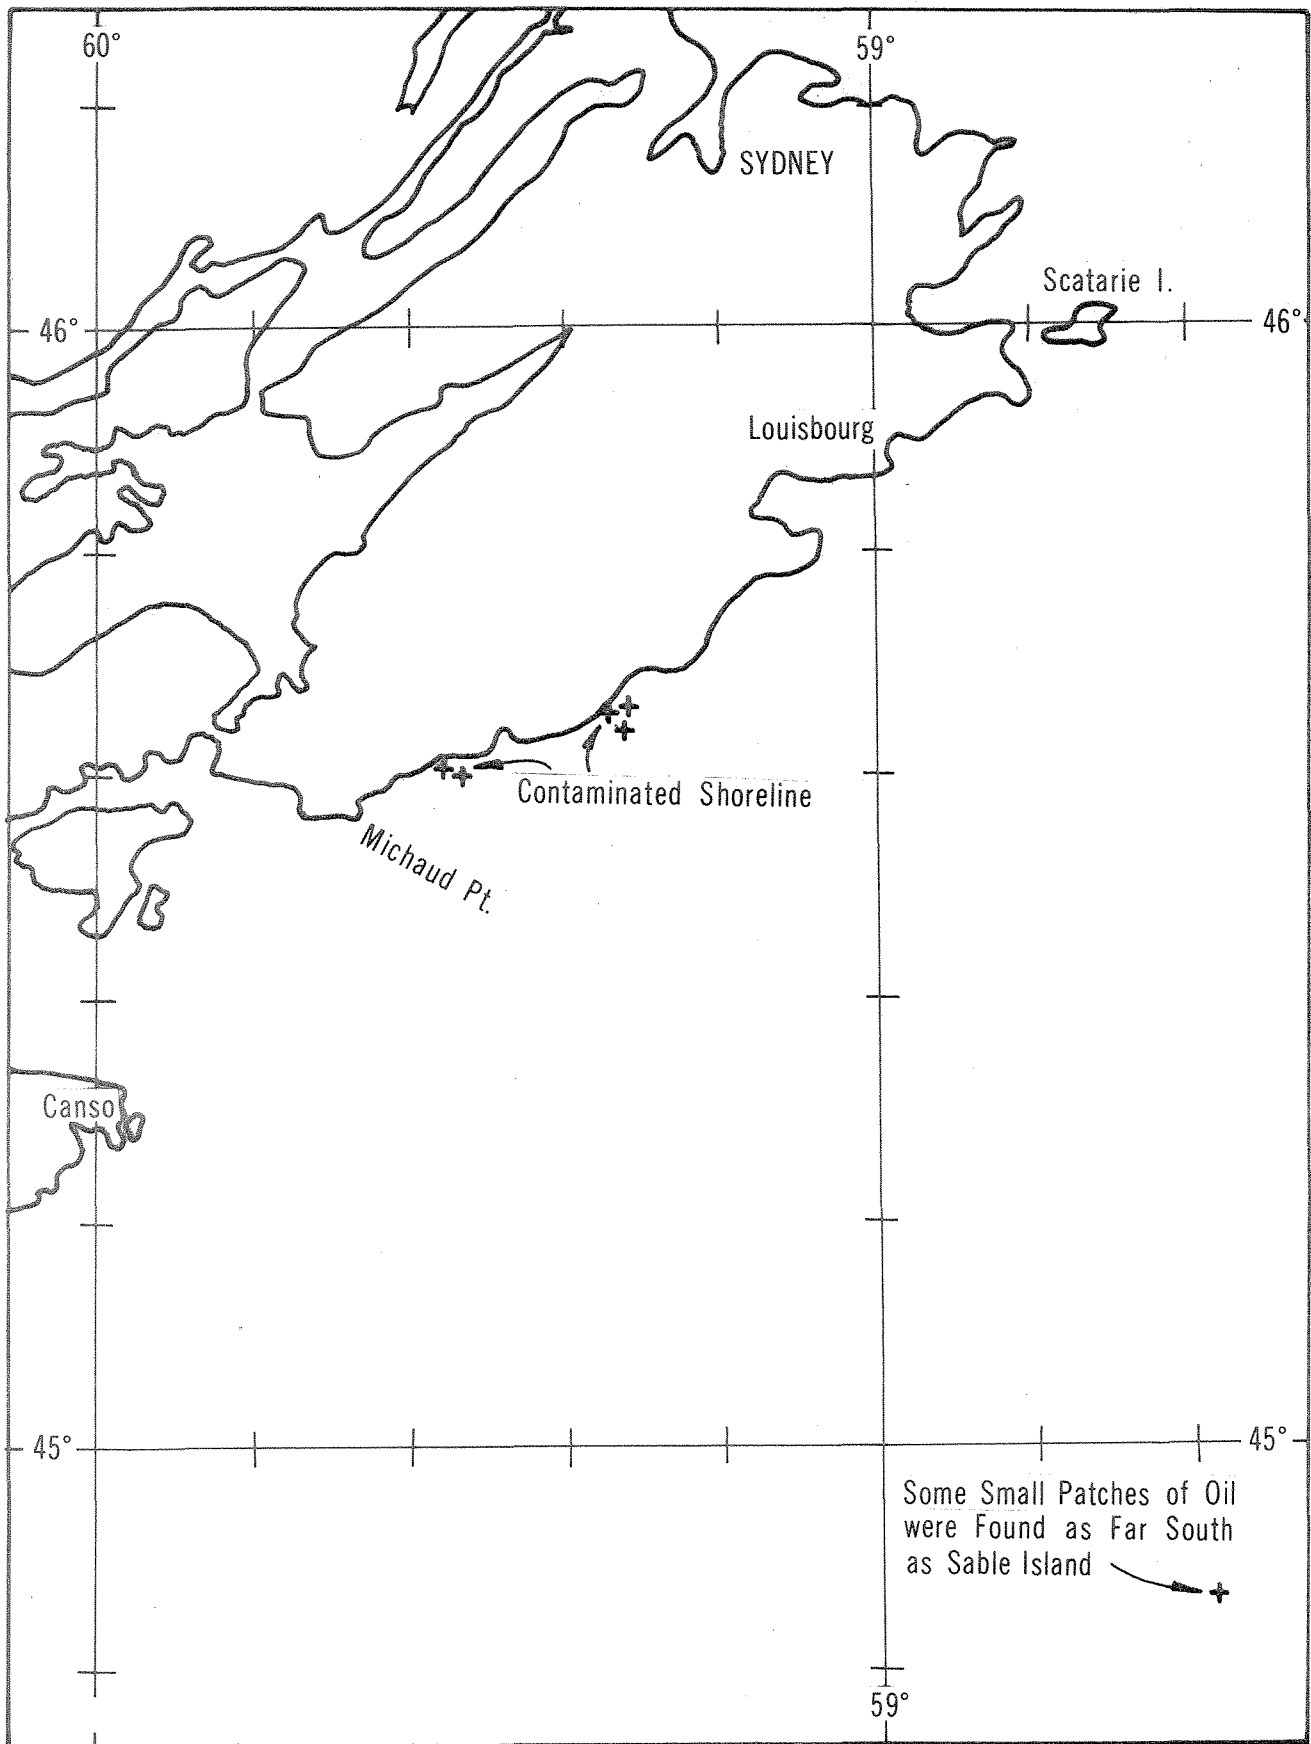 60°
59°
SYDNEY
Scatarie I.
46°
46°
Louisbourg
Contaminated Shoreline
Michaud Pt.
Canso
45°
45°
Some Small Patches of Oil
were Found as Far South
as Sable Island
59°